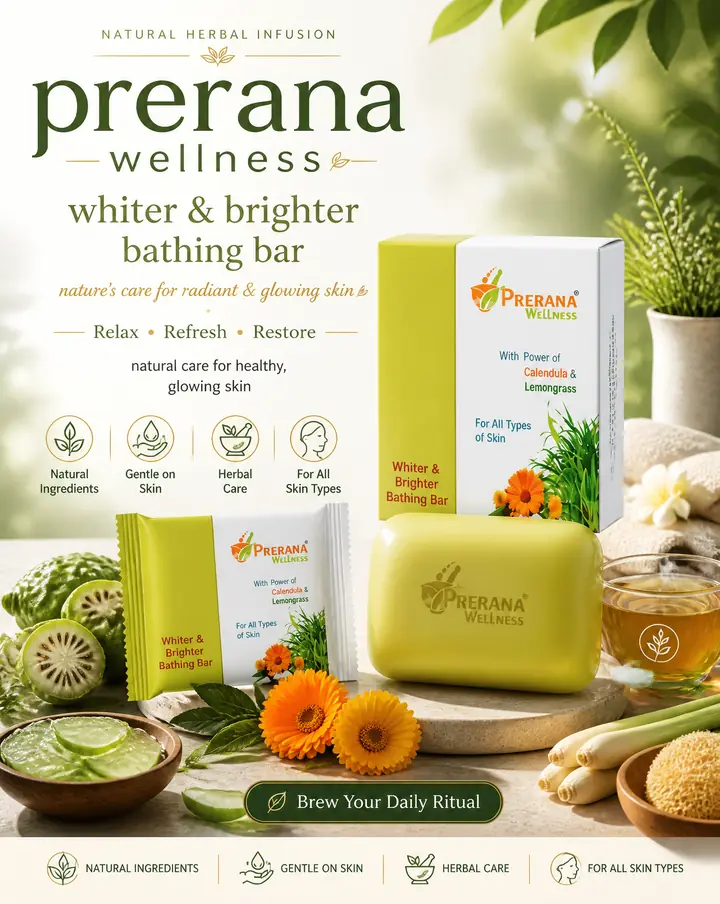 NATURAL HERBAL INFUSION
prerana
wellness
whiter & brighter
bathing bar
nature's care for radiant & glowing skin
Relax • Refresh • Restore
natural care for healthy,
glowing skin
Natural
Ingredients
Gentle on
Skin
Herbal
Care
For All
Skin Types
PRERANA®
WELLNESS
With Power of
Calendula &
Lemongrass
For All Types
of Skin
Whiter &
Brighter
Bathing Bar
PRERANA®
WELLNESS
With Power of
Calendula &
Lemongrass
For All Types
of Skin
Whiter &
Brighter
Bathing Bar
PRERANA®
WELLNESS
Brew Your Daily Ritual
NATURAL INGREDIENTS
GENTLE ON SKIN
HERBAL CARE
FOR ALL SKIN TYPES